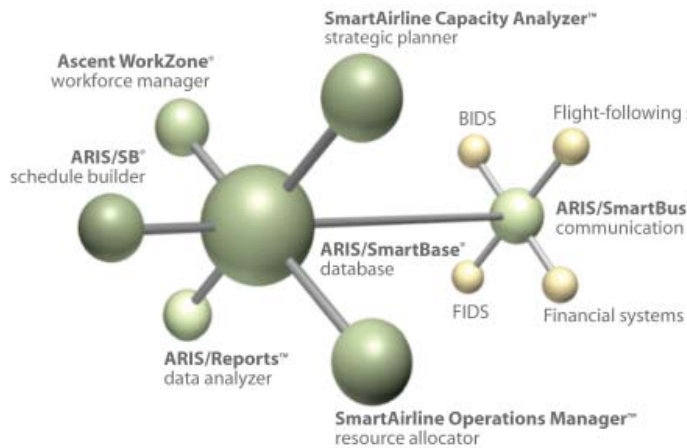 SmartAirline Capacity Analyzer™
strategic planner
Ascent WorkZone®
workforce manager
BIDS
Flight-following
ARIS/SB®
schedule builder
ARIS/SmartBus
communication
ARIS/SmartBase®
database
FIDS
Financial systems
ARIS/Reports™
data analyzer
SmartAirline Operations Manager™
resource allocator